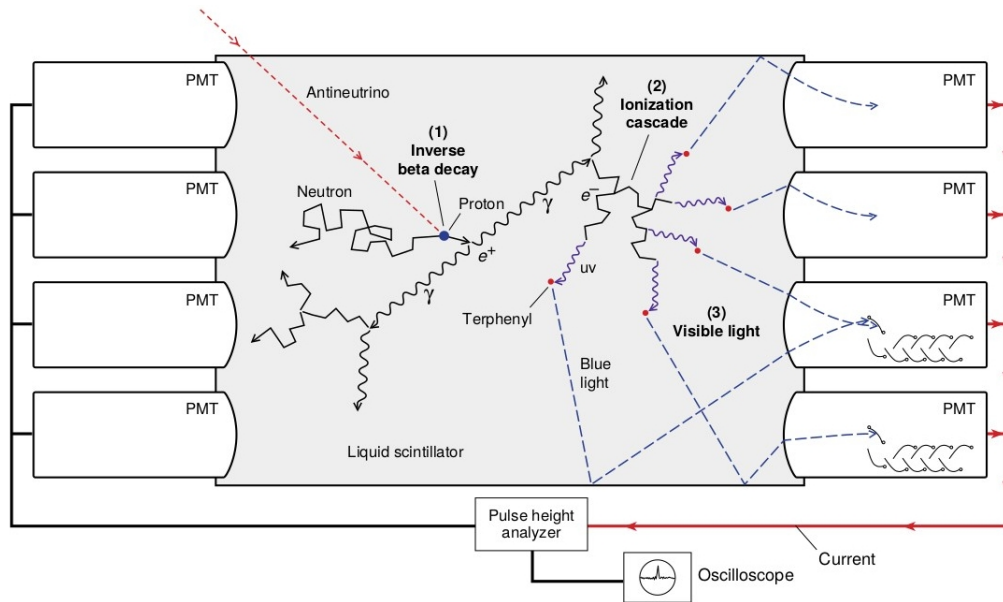 PMT
PMT
Antineutrino
(1)
Inverse
beta decay
(2)
Ionization
cascade
PMT
PMT
Neutron
Proton
γ
e−
e+
γ
uv
PMT
PMT
Terphenyl
(3)
Visible light
Blue
light
PMT
PMT
Liquid scintillator
Pulse height
analyzer
Current
Oscilloscope